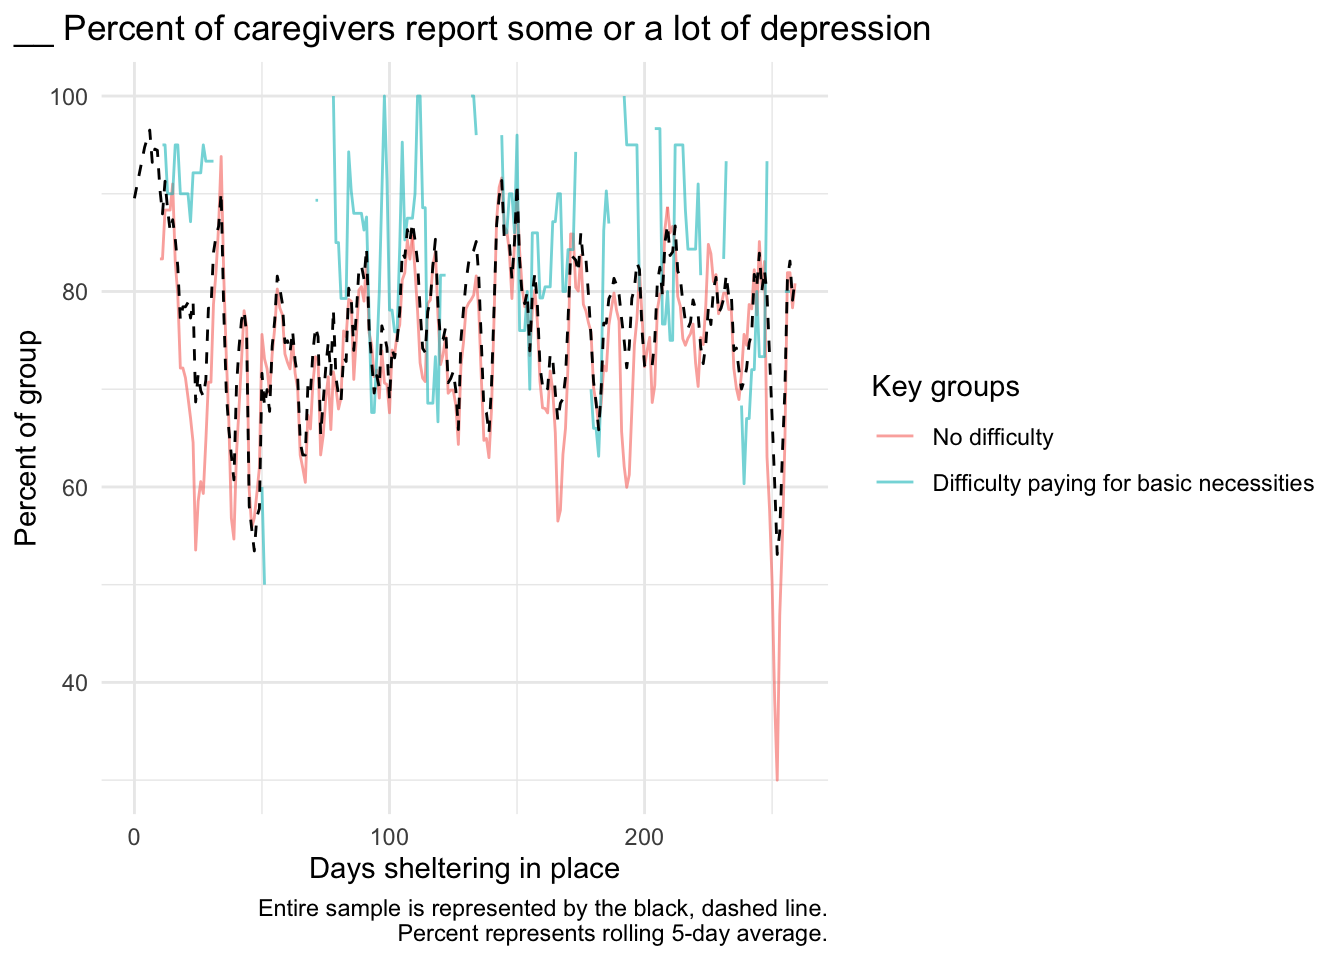 __ Percent of caregivers report some or a lot of depression
Percent of group
100
80
60
40
0
100
200
Days sheltering in place
Key groups
No difficulty
Difficulty paying for basic necessities
Entire sample is represented by the black, dashed line.
Percent represents rolling 5-day average.